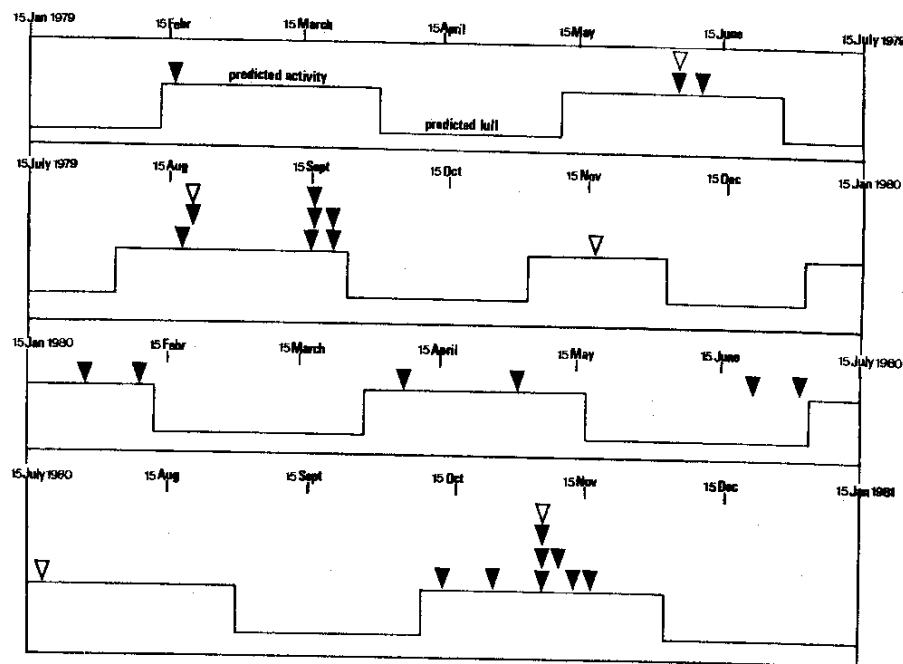 15 Jan 1979 15 Febr 15 March 15 April 15 May 15 June 15 July 1979
predicted activity
predicted lull
15 July 1979 15 Aug 15 Sept 15 Oct 15 Nov 15 Dec 15 Jan 1980
15 Jan 1980 15 Febr 15 March 15 April 15 May 15 June 15 July 1980
15 July 1980 15 Aug 15 Sept 15 Oct 15 Nov 15 Dec 15 Jan 1981